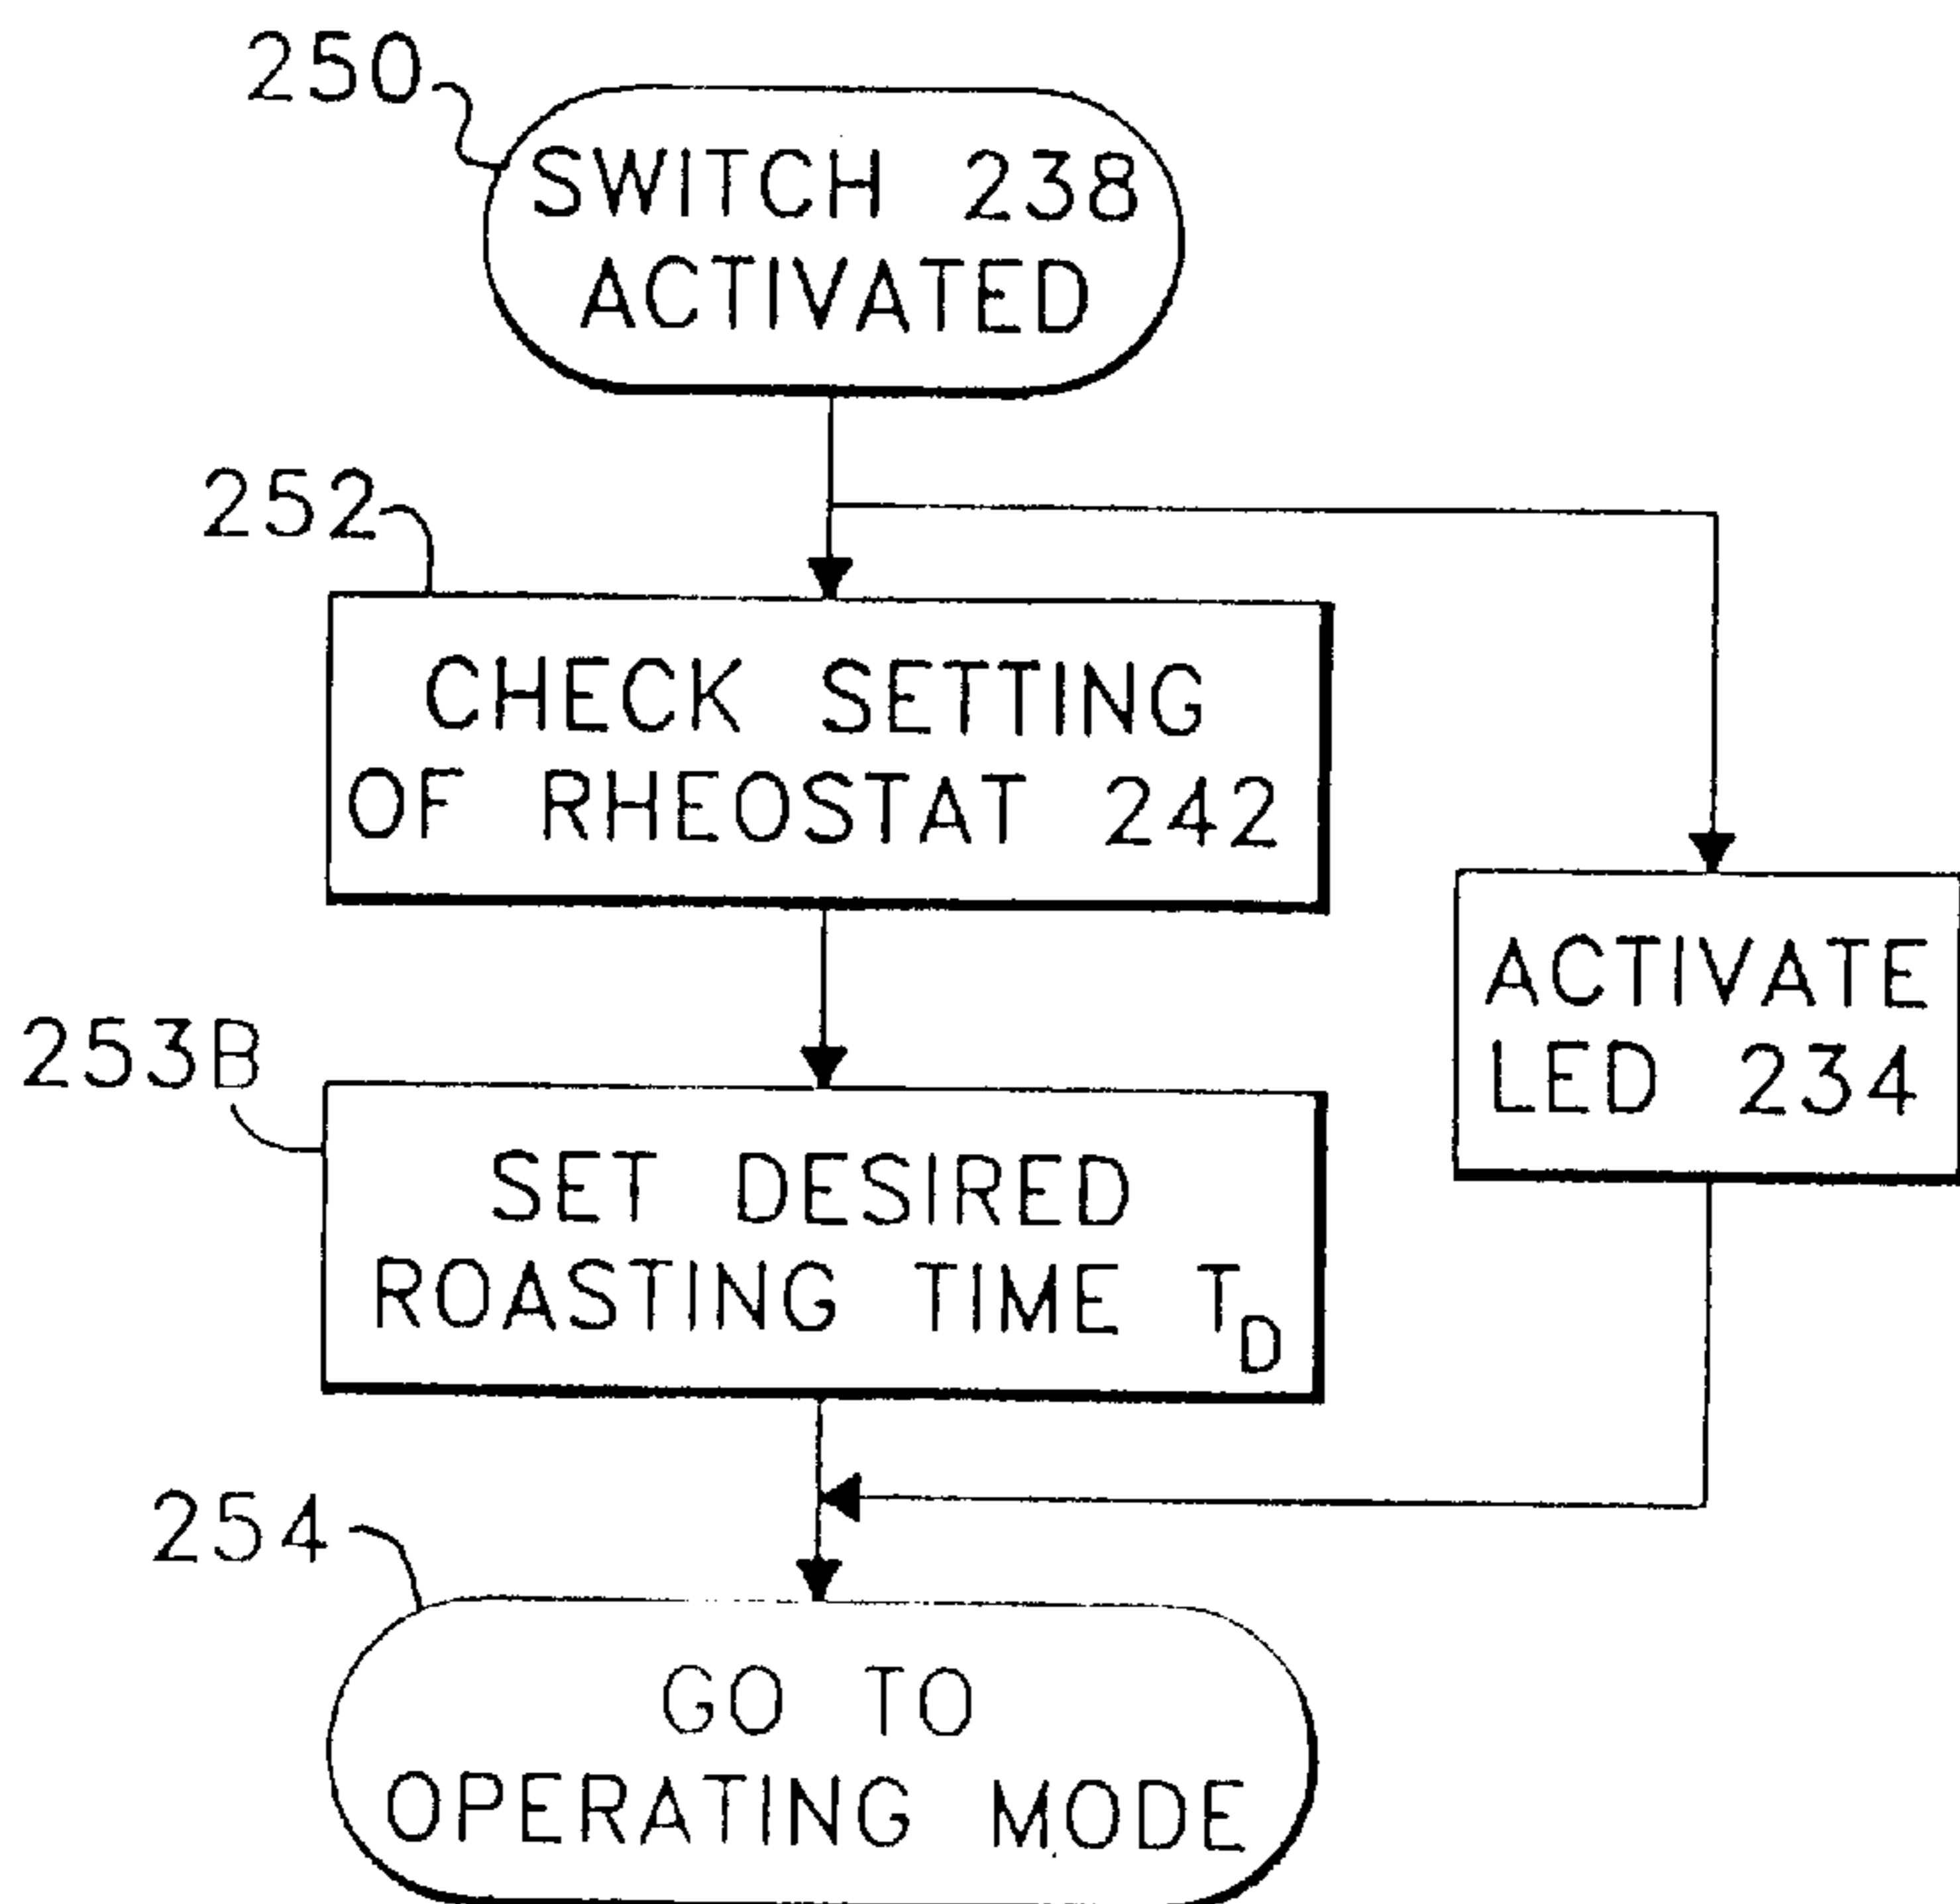 250
SWITCH 238
ACTIVATED
252
CHECK SETTING
OF RHEOSTAT 242
ACTIVATE
LED 234
253B
SET DESIRED
ROASTING TIME T_D
254
GO TO
OPERATING MODE